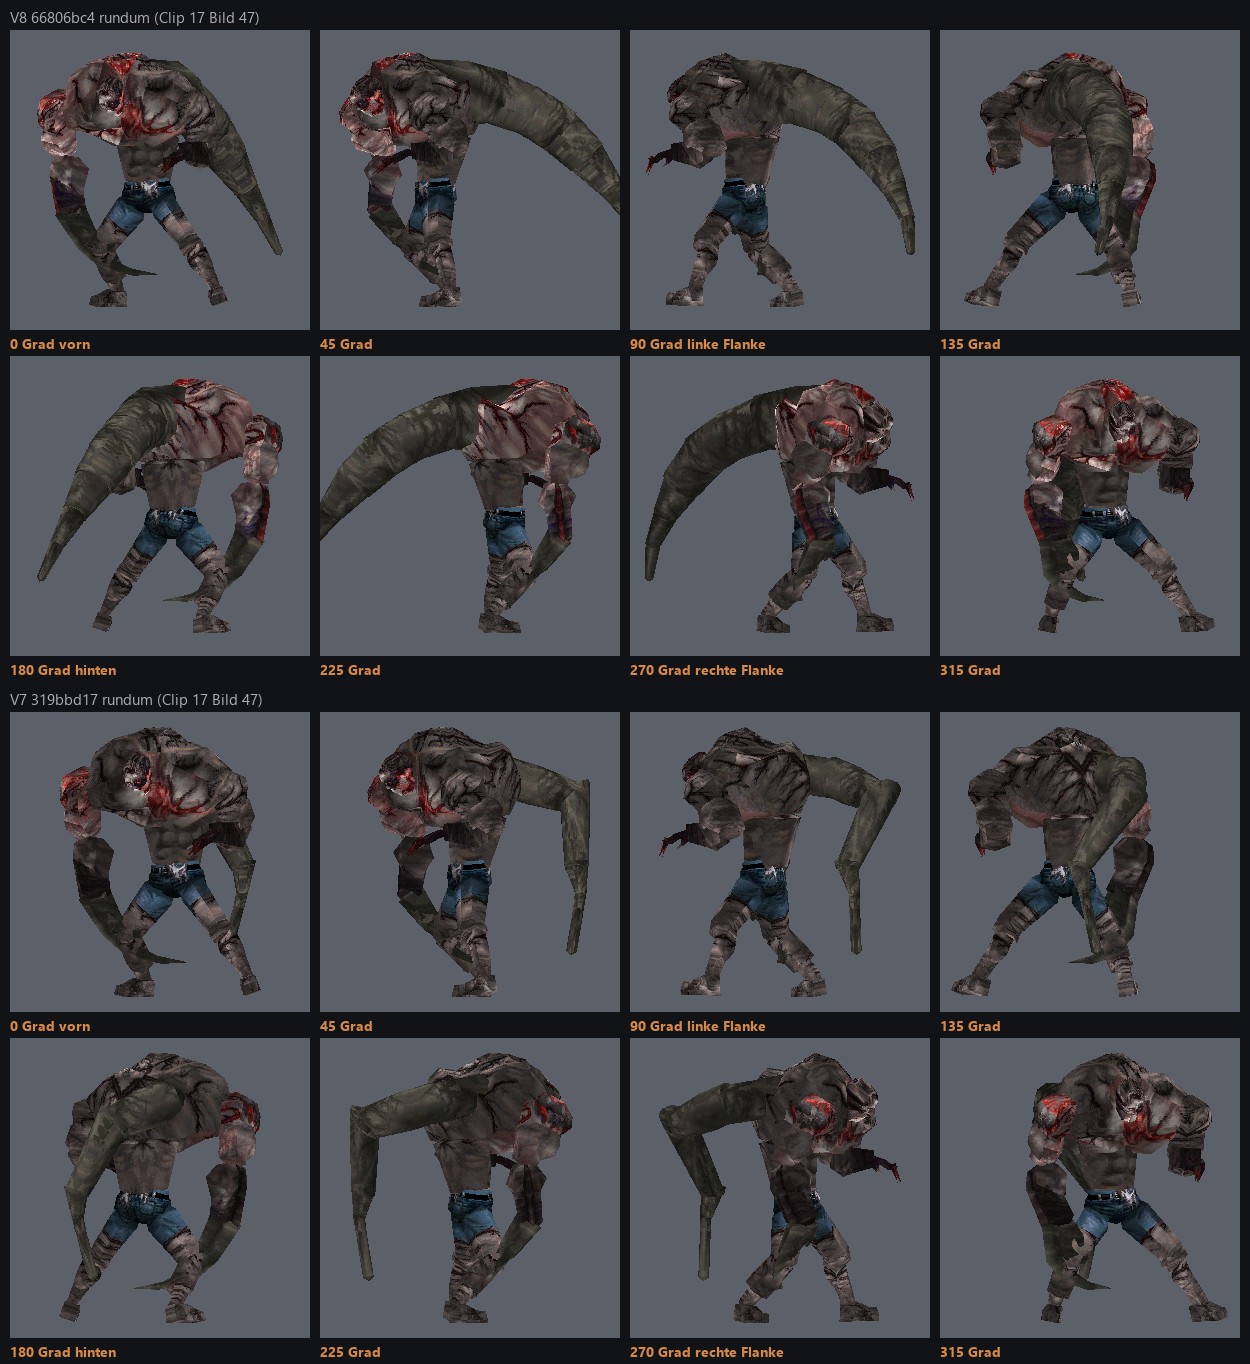 V8 66806bc4 rundum (Clip 17 Bild 47)
0 Grad vorn
45 Grad
90 Grad linke Flanke
135 Grad
180 Grad hinten
225 Grad
270 Grad rechte Flanke
315 Grad
V7 319bbd17 rundum (Clip 17 Bild 47)
0 Grad vorn
45 Grad
90 Grad linke Flanke
135 Grad
180 Grad hinten
225 Grad
270 Grad rechte Flanke
315 Grad